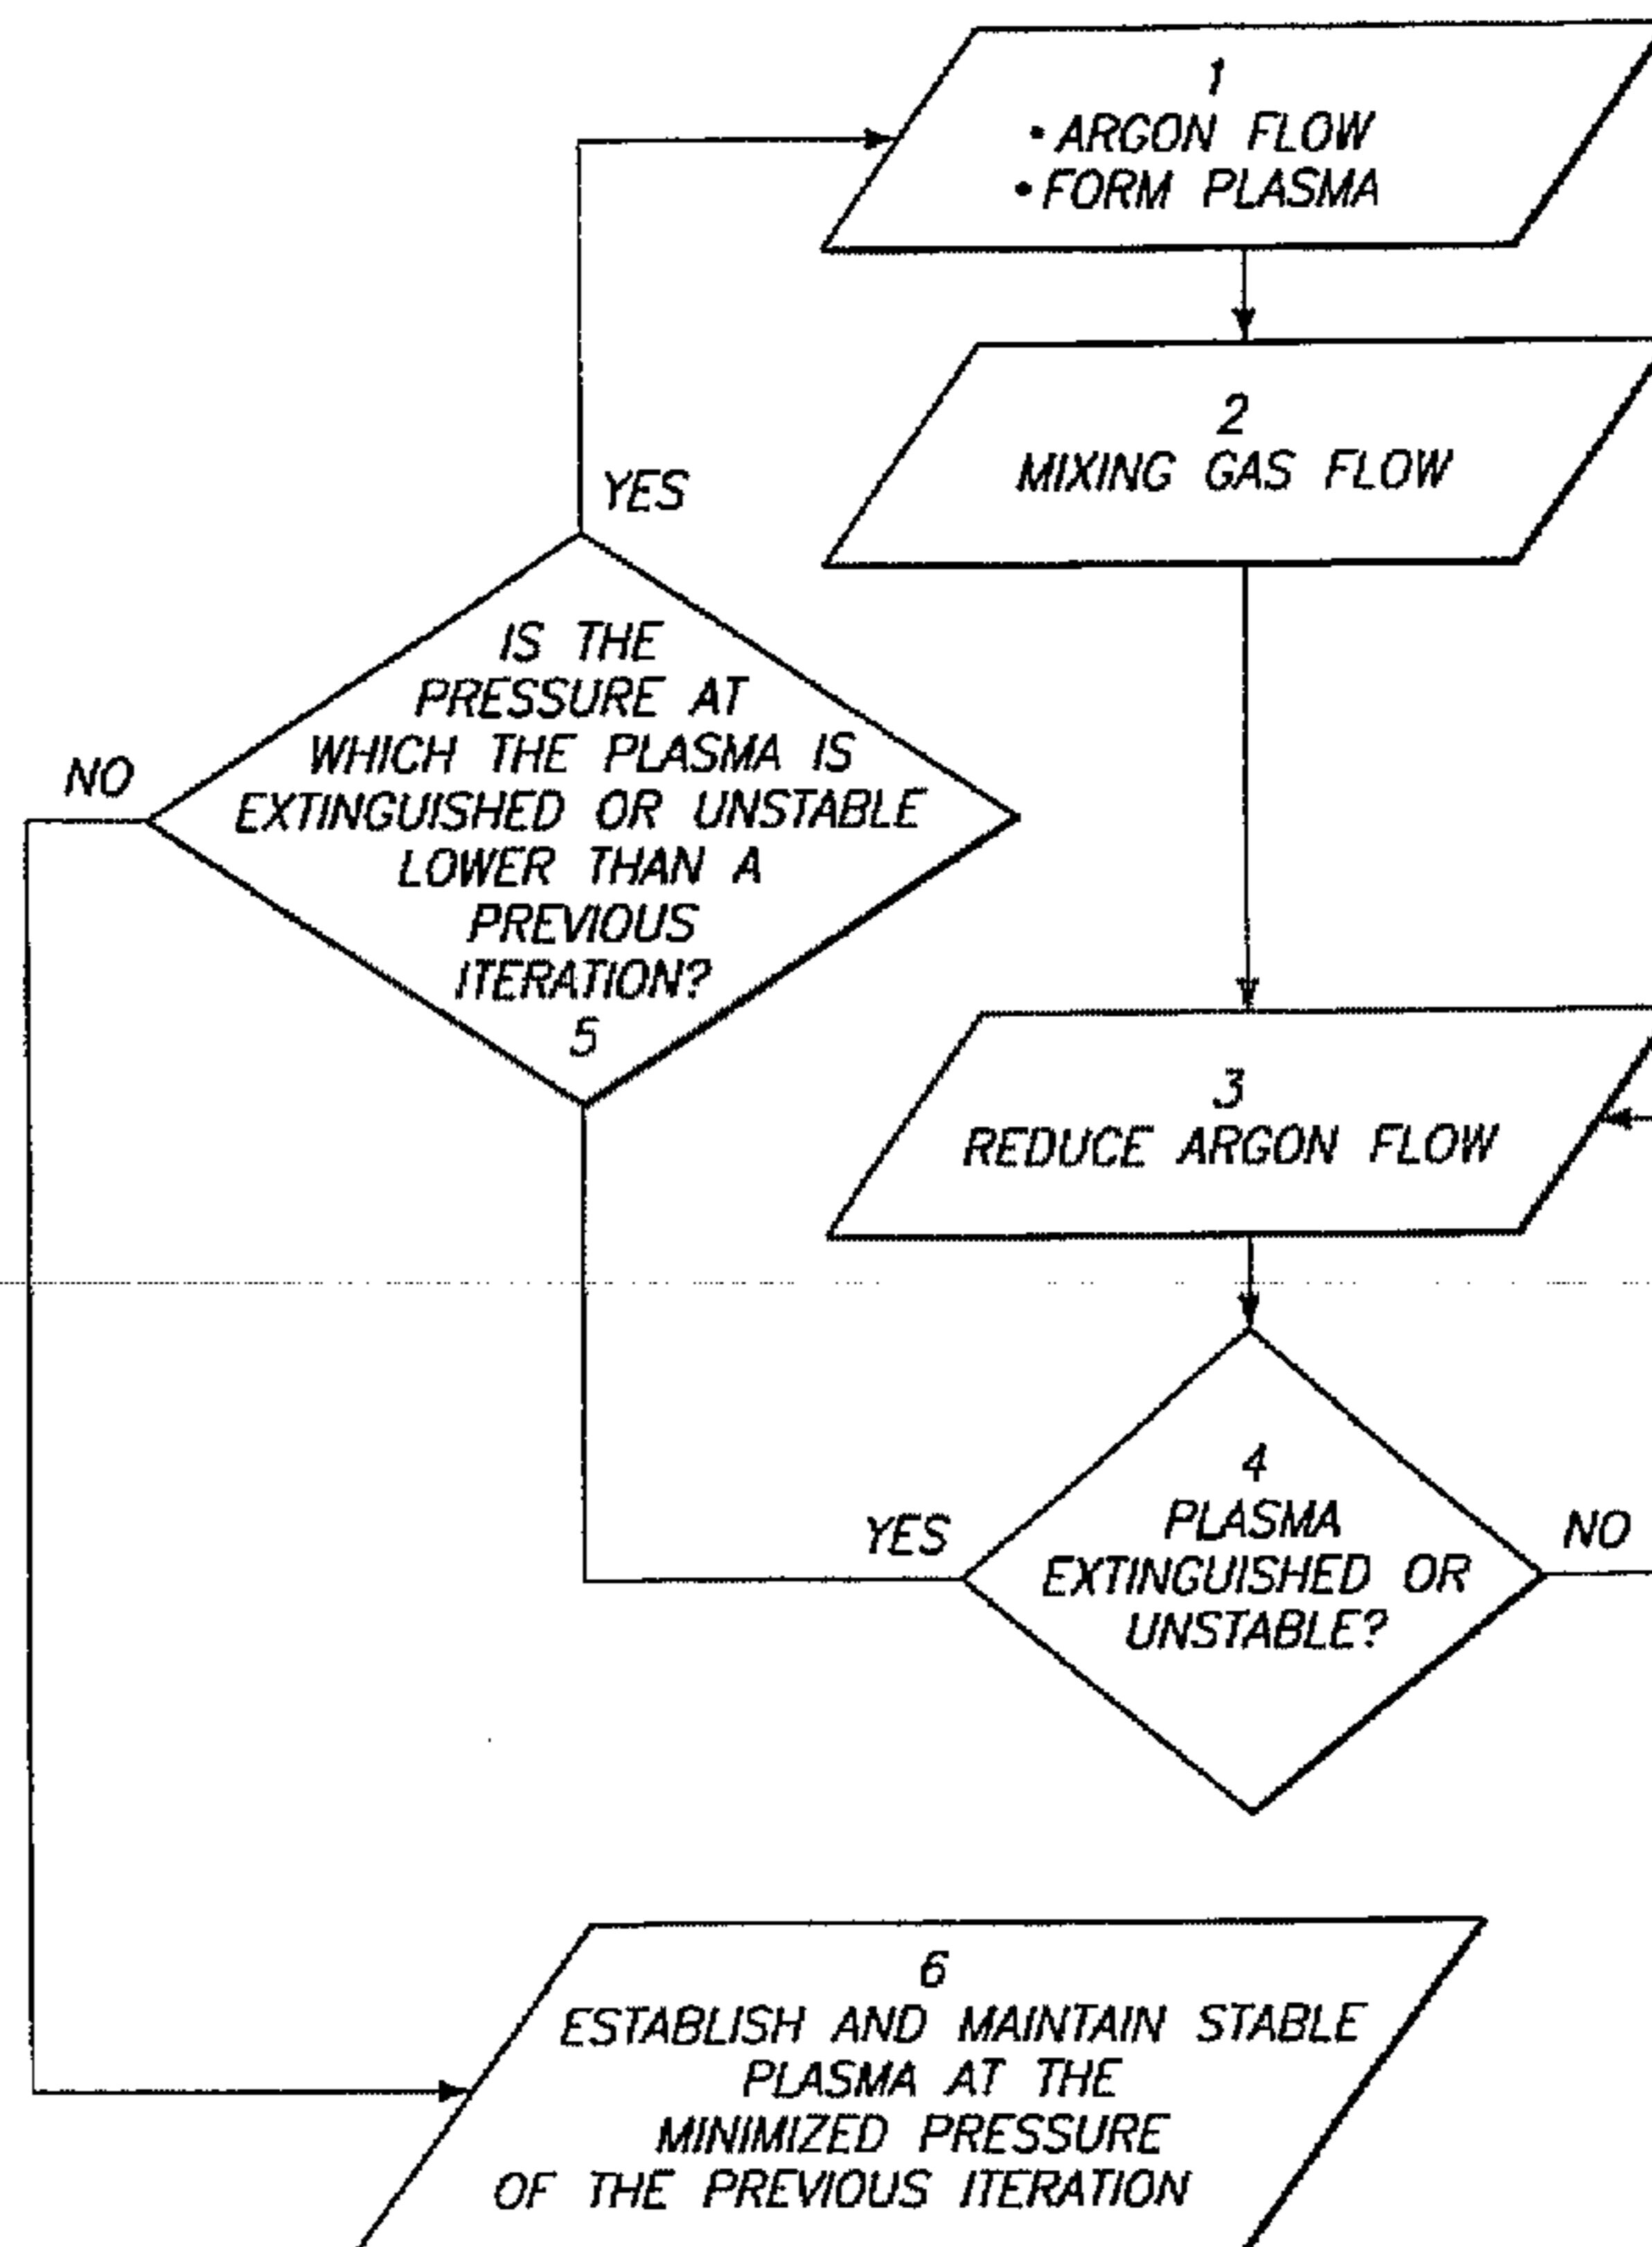 1
•ARGON FLOW
•FORM PLASMA
2
MIXING GAS FLOW
YES
IS THE
PRESSURE AT
WHICH THE PLASMA IS
EXTINGUISHED OR UNSTABLE
LOWER THAN A
PREVIOUS
ITERATION?
5
NO
3
REDUCE ARGON FLOW
4
PLASMA
EXTINGUISHED OR
UNSTABLE?
YES
NO
6
ESTABLISH AND MAINTAIN STABLE
PLASMA AT THE
MINIMIZED PRESSURE
OF THE PREVIOUS ITERATION